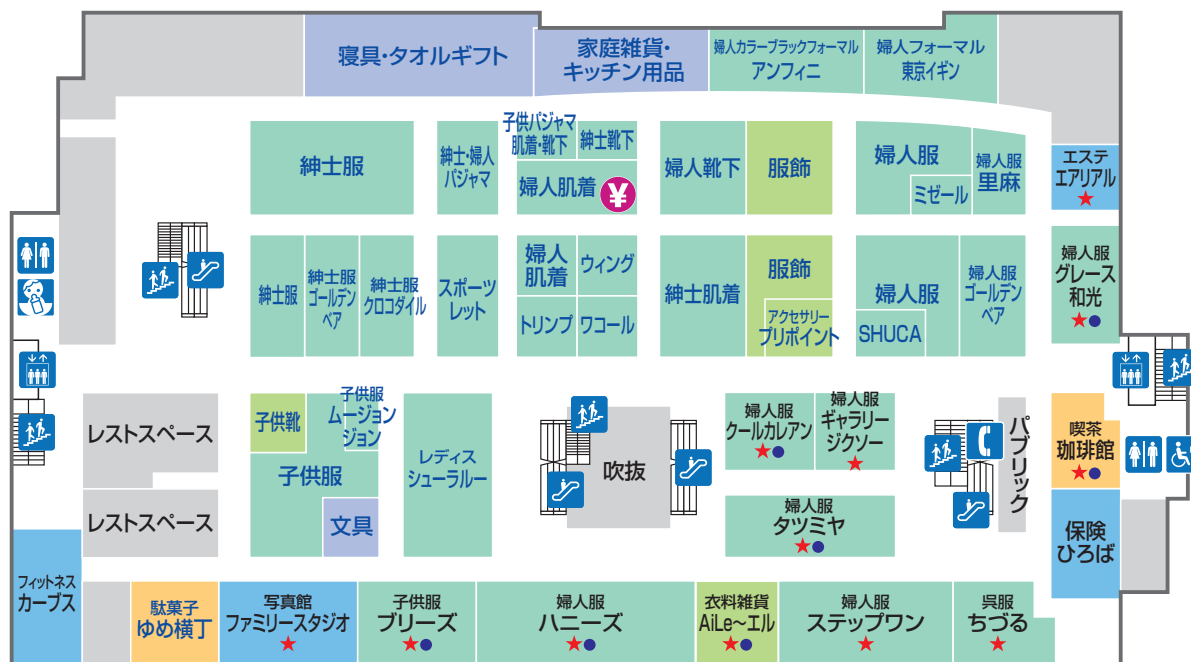 寝具・タオルギフト
家庭雑貨・
キッチン用品
婦人カラーブラックフォーマル
アンフィニ
婦人フォーマル
東京イギン
紳士服
紳士・婦人
パジャマ
子供パジャマ
肌着・靴下
紳士靴下
婦人肌着
¥
婦人靴下
服飾
婦人服
ミゼール
婦人服
里麻
エステ
エアリアル
★
紳士服
紳士服
ゴールデン
ベア
紳士服
クロコダイル
スポーツ
レット
婦人
肌着
ウィング
トリンプ
ワコール
紳士肌着
服飾
アクセサリー
プリポイント
婦人服
SHUCA
婦人服
ゴールデン
ベア
婦人服
グレース
和光
★●
レストスペース
レストスペース
子供靴
子供服
ムージョン
ジョン
子供服
文具
レディス
シューラルー
吹抜
婦人服
クールカレアン
★●
婦人服
ギャラリー
ジクソー
★
婦人服
タツミヤ
★●
パブリック
喫茶
珈琲館
★●
保険
ひろば
フィットネス
カーブス
駄菓子
ゆめ横丁
写真館
ファミリースタジオ
★
子供服
ブリーズ
★●
婦人服
ハニーズ
★●
衣料雑貨
AiLe〜エル
★●
婦人服
ステップワン
★
呉服
ちづる
★